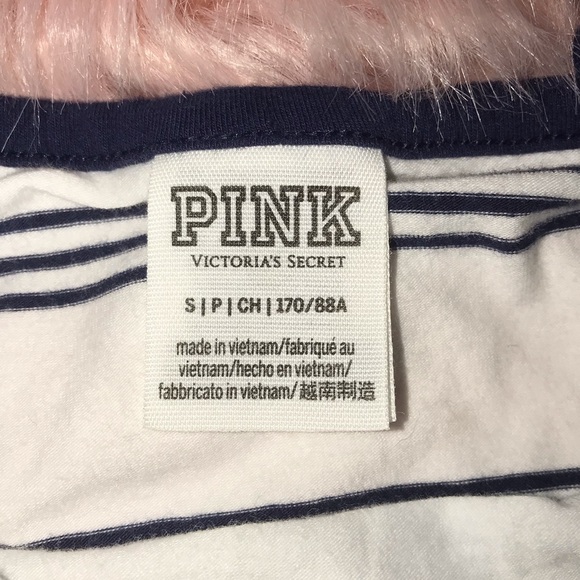 PINK
VICTORIA'S SECRET
S | P | CH | 170/88A
made in vietnam/fabriqué au
vietnam/hecho en vietnam/
fabbricato in vietnam/越南制造